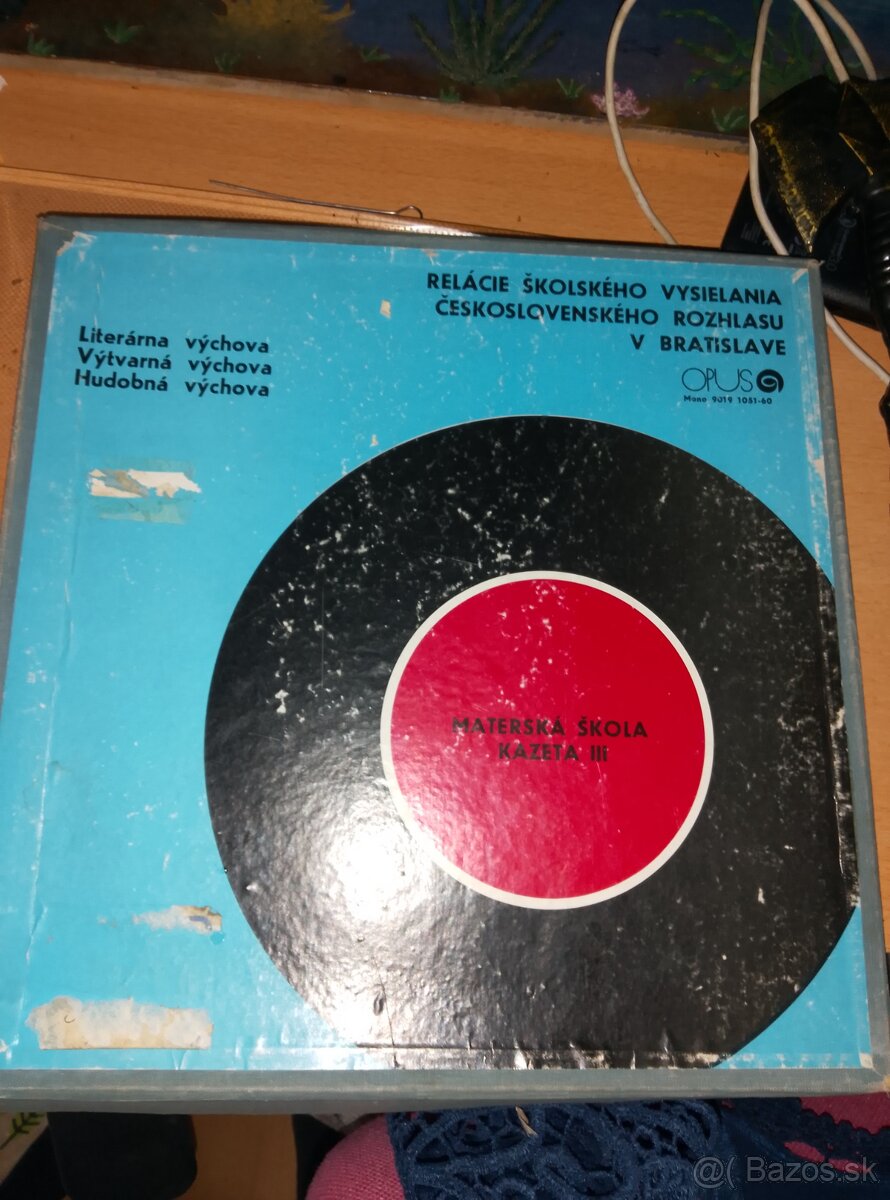 RELÁCIE ŠKOLSKÉHO VYSIELANIA
ČESKOSLOVENSKÉHO ROZHLASU
V BRATISLAVE
Literárna výchova
Výtvarná výchova
Hudobná výchova
OPUS
Mono 9019 1051-60
MATERSKÁ ŠKOLA
KAZETA III
@( Bazos.sk